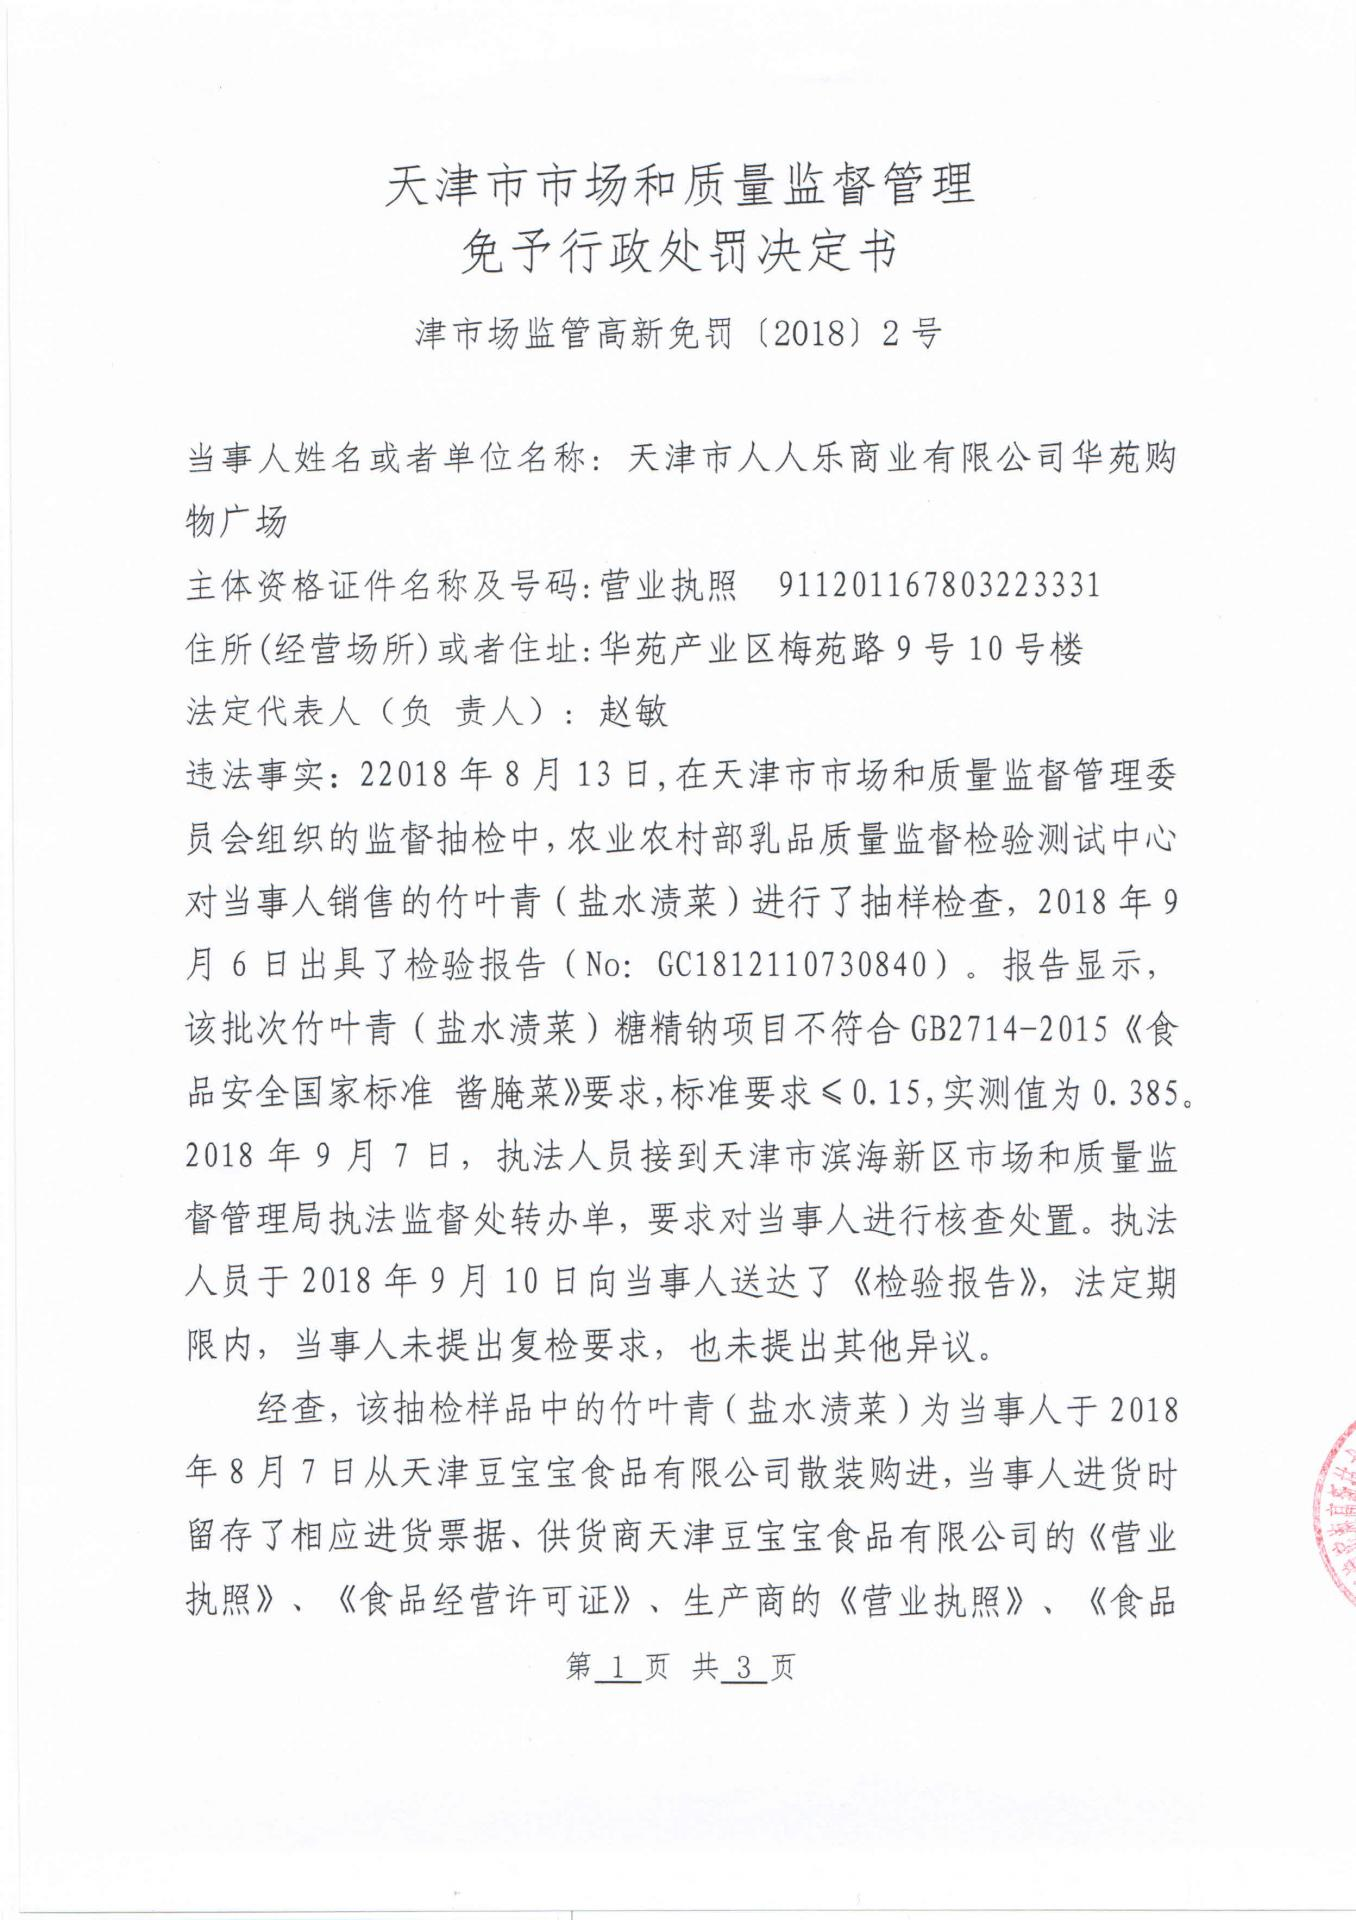 天津市市场和质量监督管理
免予行政处罚决定书
津市场监管高新免罚〔2018〕2号
当事人姓名或者单位名称：天津市人人乐商业有限公司华苑购
物广场
主体资格证件名称及号码:营业执照 911201167803223331
住所(经营场所)或者住址:华苑产业区梅苑路9号10号楼
法定代表人（负 责人）：赵敏
违法事实：22018年8月13日,在天津市市场和质量监督管理委
员会组织的监督抽检中,农业农村部乳品质量监督检验测试中心
对当事人销售的竹叶青（盐水渍菜）进行了抽样检查，2018年9
月6日出具了检验报告（No：GC1812110730840）。报告显示，
该批次竹叶青（盐水渍菜）糖精钠项目不符合GB2714-2015《食
品安全国家标准 酱腌菜》要求,标准要求≤0.15,实测值为0.385。
2018年9月7日，执法人员接到天津市滨海新区市场和质量监
督管理局执法监督处转办单，要求对当事人进行核查处置。执法
人员于2018年9月10日向当事人送达了《检验报告》，法定期
限内，当事人未提出复检要求，也未提出其他异议。
经查,该抽检样品中的竹叶青（盐水渍菜）为当事人于2018
年8月7日从天津豆宝宝食品有限公司散装购进,当事人进货时
留存了相应进货票据、供货商天津豆宝宝食品有限公司的《营业
执照》、《食品经营许可证》、生产商的《营业执照》、《食品
第 1 页 共 3 页